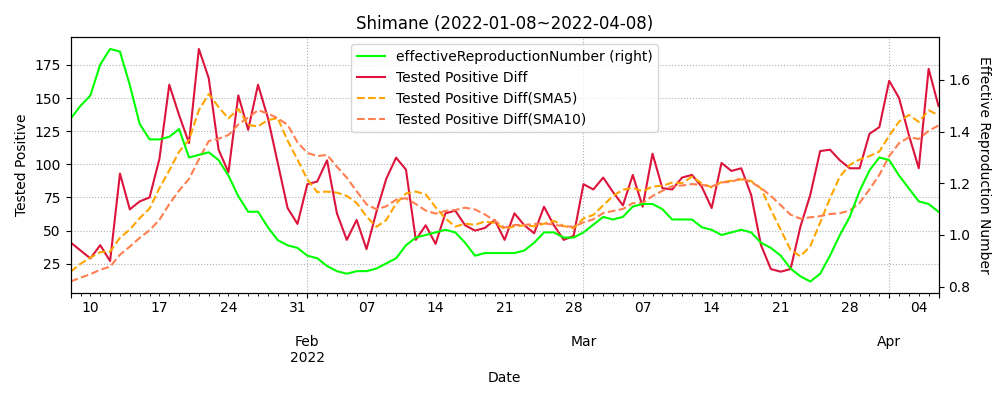 Shimane (2022-01-08~2022-04-08)
effectiveReproductionNumber (right)
Tested Positive Diff
Tested Positive Diff(SMA5)
Tested Positive Diff(SMA10)
Tested Positive
175
150
125
100
75
50
25
Effective Reproduction Number
1.6
1.4
1.2
1.0
0.8
10 17 24 31 07 14 21 28 07 14 21 28 04
Feb Mar Apr
2022
Date